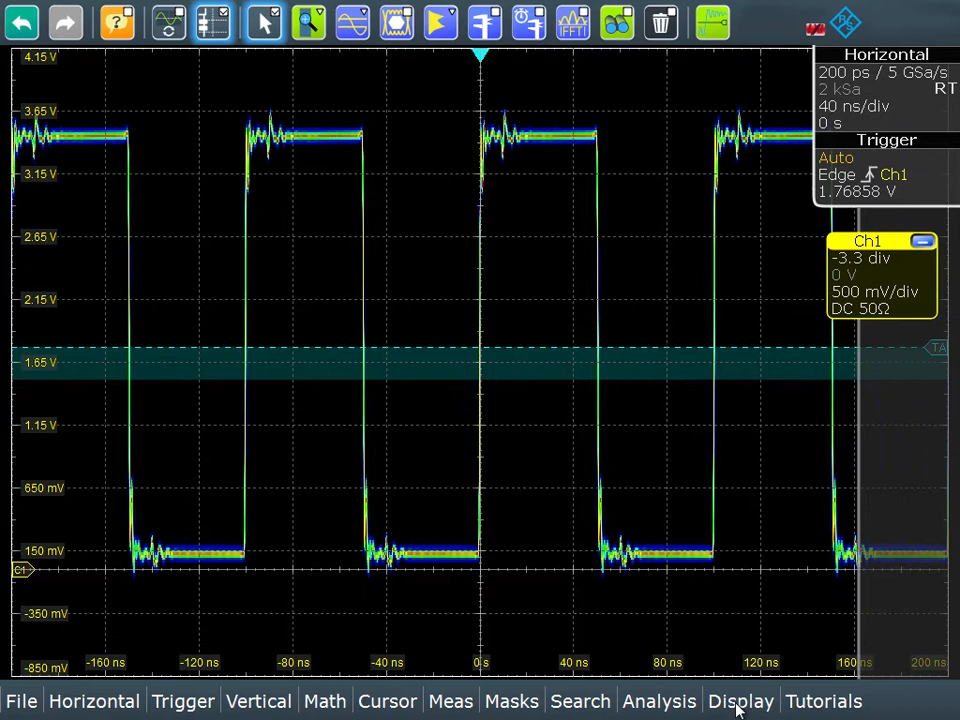 ?
IFFT!
R S
4.15 V
3.65 V
3.15 V
2.65 V
2.15 V
1.65 V
1.15 V
650 mV
150 mV
C1
-350 mV
-850 mV
-160 ns -120 ns -80 ns -40 ns 0 s 40 ns 80 ns 120 ns 160 ns 200 ns
TA
Horizontal
200 ps / 5 GSa/s
2 kSa RT
40 ns/div
0 s
Trigger
Auto
Edge Ch1
1.76858 V
Ch1
-3.3 div
0 V
500 mV/div
DC 50Ω
File Horizontal Trigger Vertical Math Cursor Meas Masks Search Analysis Display Tutorials